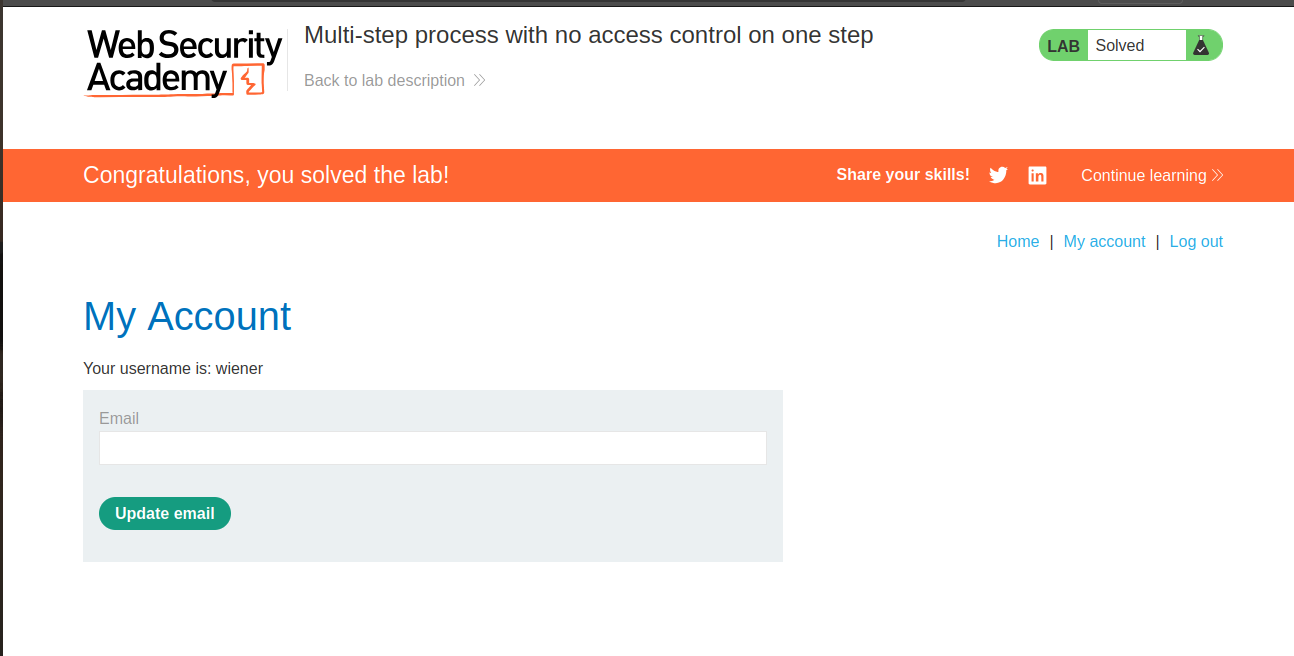 Web Security
Academy
Multi-step process with no access control on one step
Back to lab description
LAB Solved
Congratulations, you solved the lab!
Share your skills!
Continue learning
Home | My account | Log out
My Account
Your username is: wiener
Email
Update email